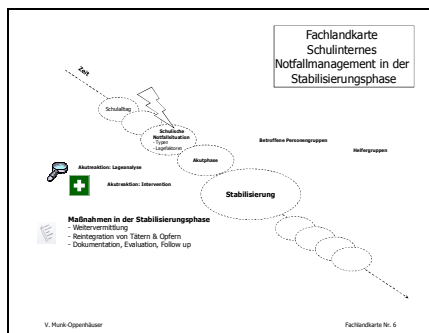 Fachlandkarte
Schulinternes
Notfallmanagement in der
Stabilisierungsphase
Zeit
Schulalltag
Schulische
Notfallsituation
- Typen
- Lagefaktoren
Betroffene Personengruppen
Helfergruppen
Akutphase
Akutreaktion: Lageanalyse
Akutreaktion: Intervention
Stabilisierung
Maßnahmen in der Stabilisierungsphase
- Weitervermittlung
- Reintegration von Tätern & Opfern
- Dokumentation, Evaluation, Follow up
V. Munk-Oppenhäuser
Fachlandkarte Nr. 6